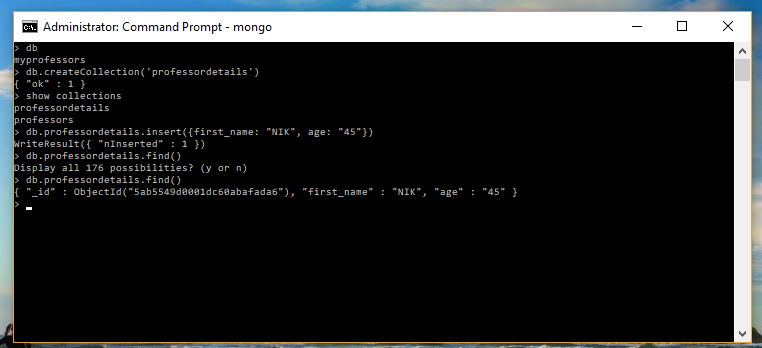 Administrator: Command Prompt - mongo
> db
myprofessors
> db.createCollection('professordetails')
{ "ok" : 1 }
> show collections
professordetails
professors
> db.professordetails.insert({first_name: "NIK", age: "45"})
WriteResult({ "nInserted" : 1 })
> db.professordetails.find()
Display all 176 possibilities? (y or n)
> db.professordetails.find()
{ "_id" : ObjectId("5ab5549d0001dc60abafada6"), "first_name" : "NIK", "age" : "45" }
>